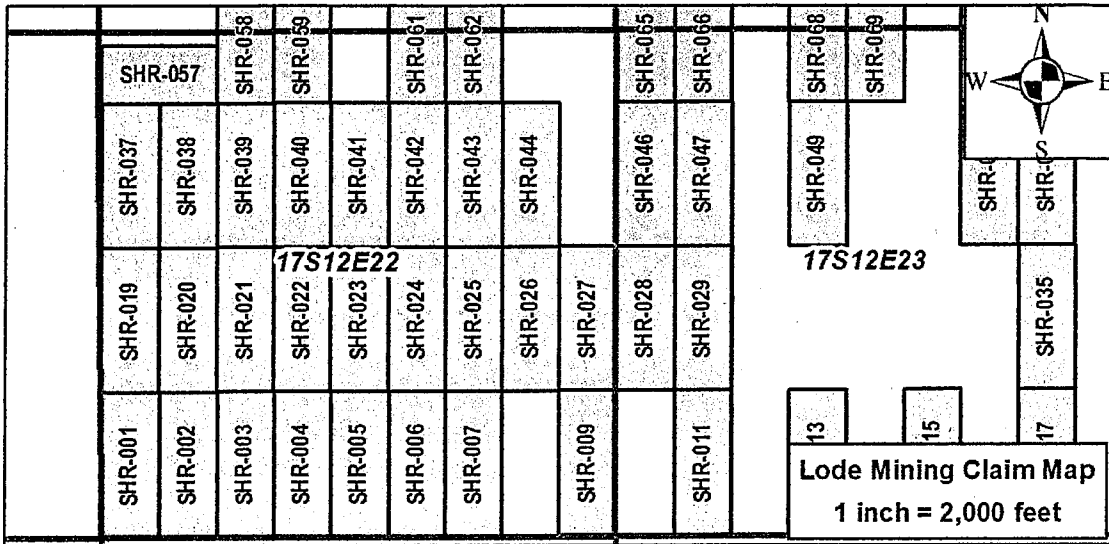 N
W
E
S
SHR-058
SHR-059
SHR-061
SHR-062
SHR-065
SHR-066
SHR-068
SHR-069
SHR-057
SHR-037
SHR-038
SHR-039
SHR-040
SHR-041
SHR-042
SHR-043
SHR-044
SHR-046
SHR-047
SHR-049
17S12E22
17S12E23
SHR-019
SHR-020
SHR-021
SHR-022
SHR-023
SHR-024
SHR-025
SHR-026
SHR-027
SHR-028
SHR-029
SHR-035
SHR-001
SHR-002
SHR-003
SHR-004
SHR-005
SHR-006
SHR-007
SHR-009
SHR-011
13
15
17
Lode Mining Claim Map
1 inch = 2,000 feet